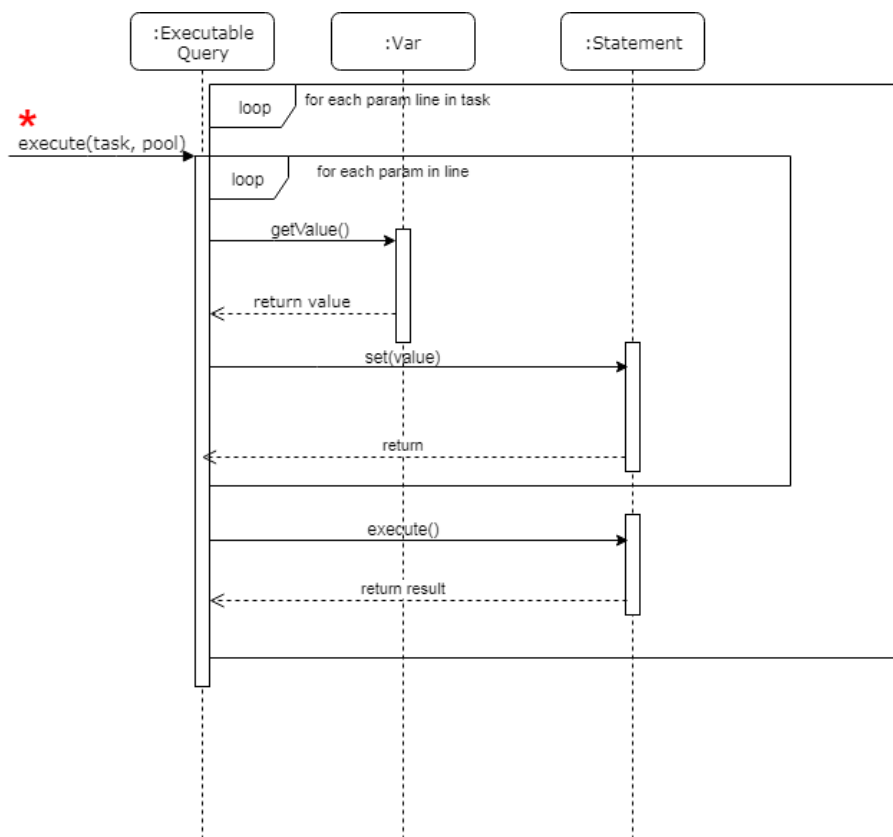 :Executable
Query
:Var
:Statement
loop
for each param line in task
*
execute(task, pool)
loop
for each param in line
getValue()
return value
set(value)
return
execute()
return result